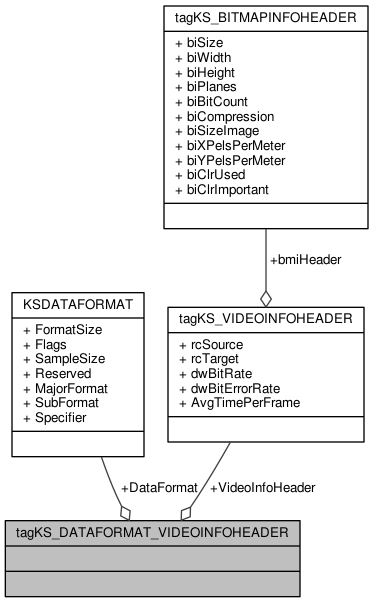 tagKS_BITMAPINFOHEADER
+ biSize
+ biWidth
+ biHeight
+ biPlanes
+ biBitCount
+ biCompression
+ biSizeImage
+ biXPelsPerMeter
+ biYPelsPerMeter
+ biClrUsed
+ biClrImportant
+bmiHeader
KSDATAFORMAT
+ FormatSize
+ Flags
+ SampleSize
+ Reserved
+ MajorFormat
+ SubFormat
+ Specifier
tagKS_VIDEOINFOHEADER
+ rcSource
+ rcTarget
+ dwBitRate
+ dwBitErrorRate
+ AvgTimePerFrame
+DataFormat
+VideoInfoHeader
tagKS_DATAFORMAT_VIDEOINFOHEADER